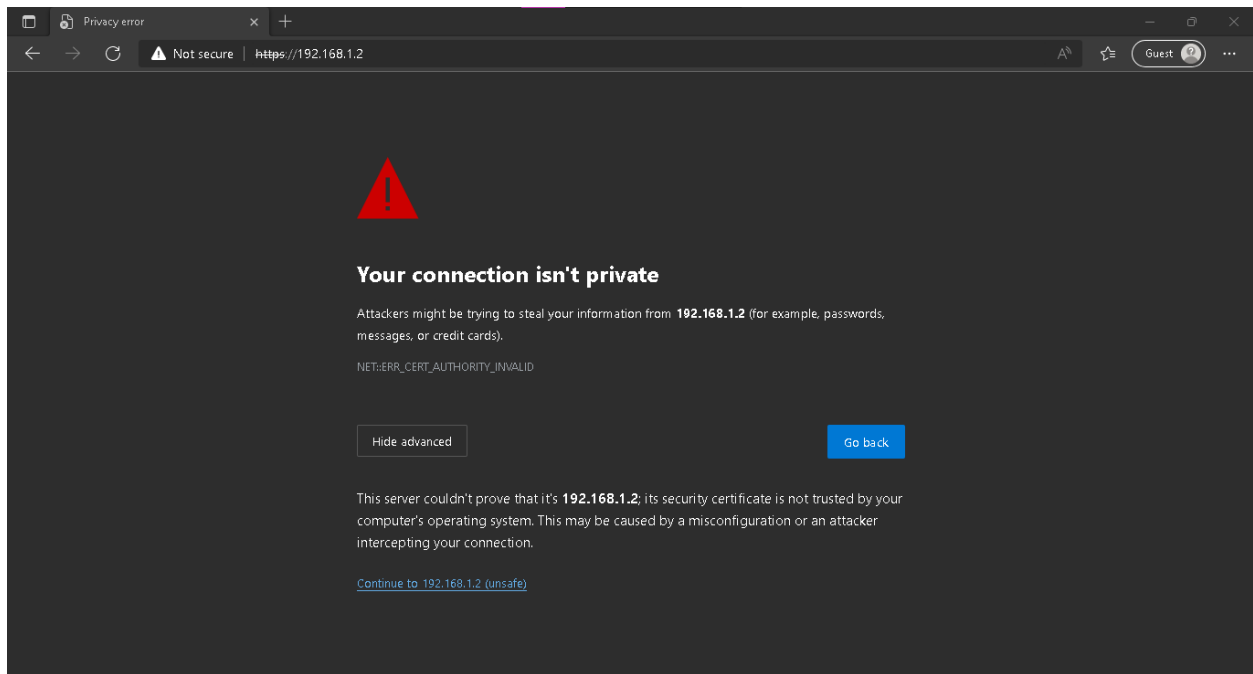 Privacy error
Not secure | https://192.168.1.2
Guest
Your connection isn't private
Attackers might be trying to steal your information from 192.168.1.2 (for example, passwords,
messages, or credit cards).
NET::ERR_CERT_AUTHORITY_INVALID
Hide advanced
Go back
This server couldn't prove that it's 192.168.1.2; its security certificate is not trusted by your
computer's operating system. This may be caused by a misconfiguration or an attacker
intercepting your connection.
Continue to 192.168.1.2 (unsafe)